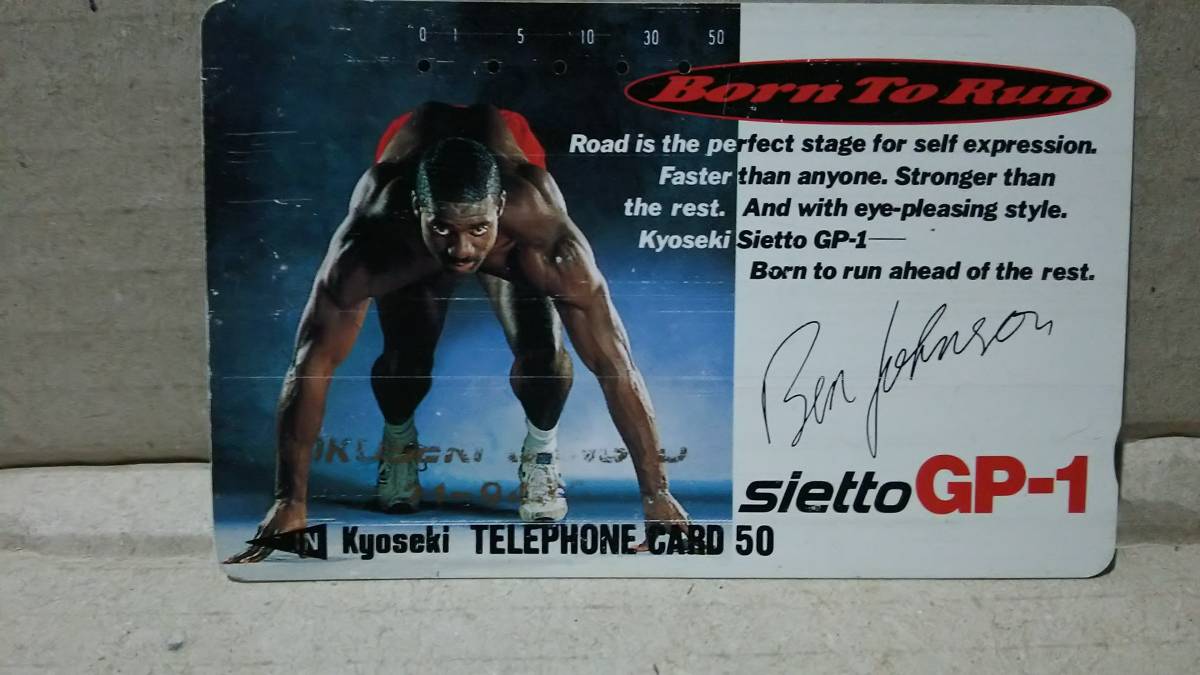 0 1 5 10 30 50
Born To Run
Road is the perfect stage for self expression.
Faster than anyone. Stronger than
the rest. And with eye-pleasing style.
Kyoseki Sietto GP-1—
Born to run ahead of the rest.
Ben Johnson
sietto GP-1
N Kyoseki TELEPHONE CARD 50